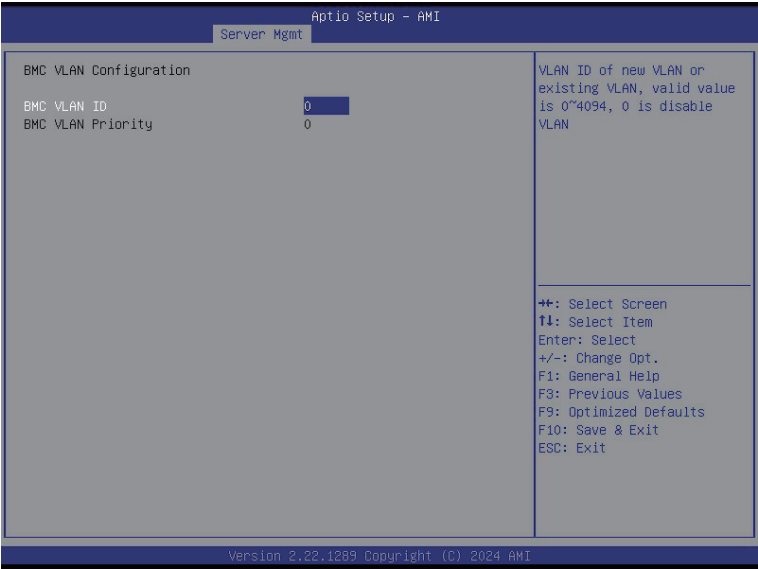 Aptio Setup – AMI
Server Mgmt
BMC VLAN Configuration
BMC VLAN ID 0
BMC VLAN Priority 0
VLAN ID of new VLAN or
existing VLAN, valid value
is 0~4094, 0 is disable
VLAN
→←: Select Screen
↑↓: Select Item
Enter: Select
+/-: Change Opt.
F1: General Help
F3: Previous Values
F9: Optimized Defaults
F10: Save & Exit
ESC: Exit
Version 2.22.1289 Copyright (C) 2024 AMI